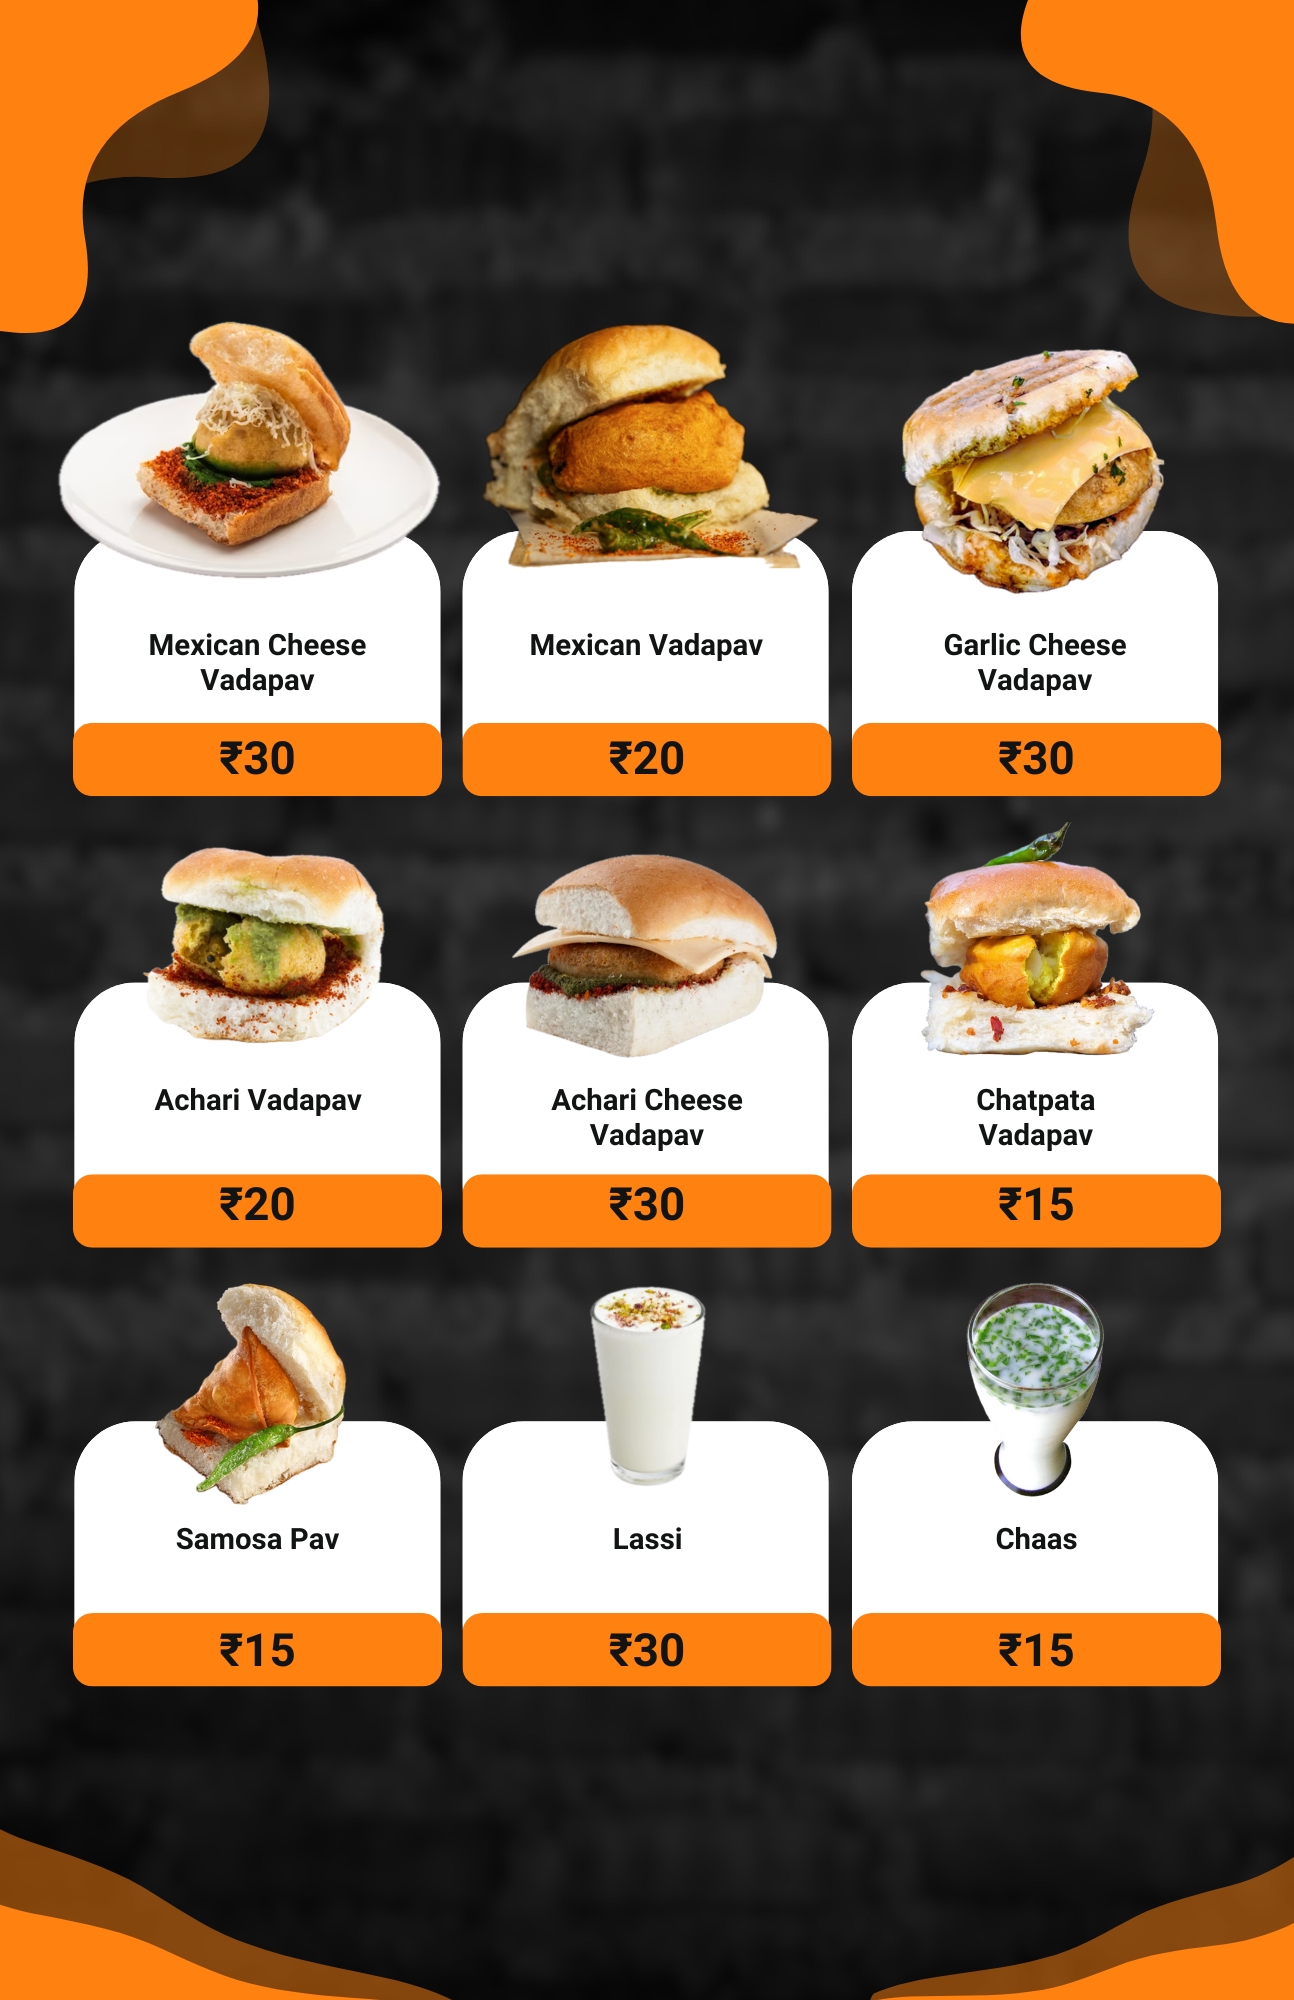 Mexican Cheese
Vadapav
₹30
Mexican Vadapav
₹20
Garlic Cheese
Vadapav
₹30
Achari Vadapav
₹20
Achari Cheese
Vadapav
₹30
Chatpata
Vadapav
₹15
Samosa Pav
₹15
Lassi
₹30
Chaas
₹15